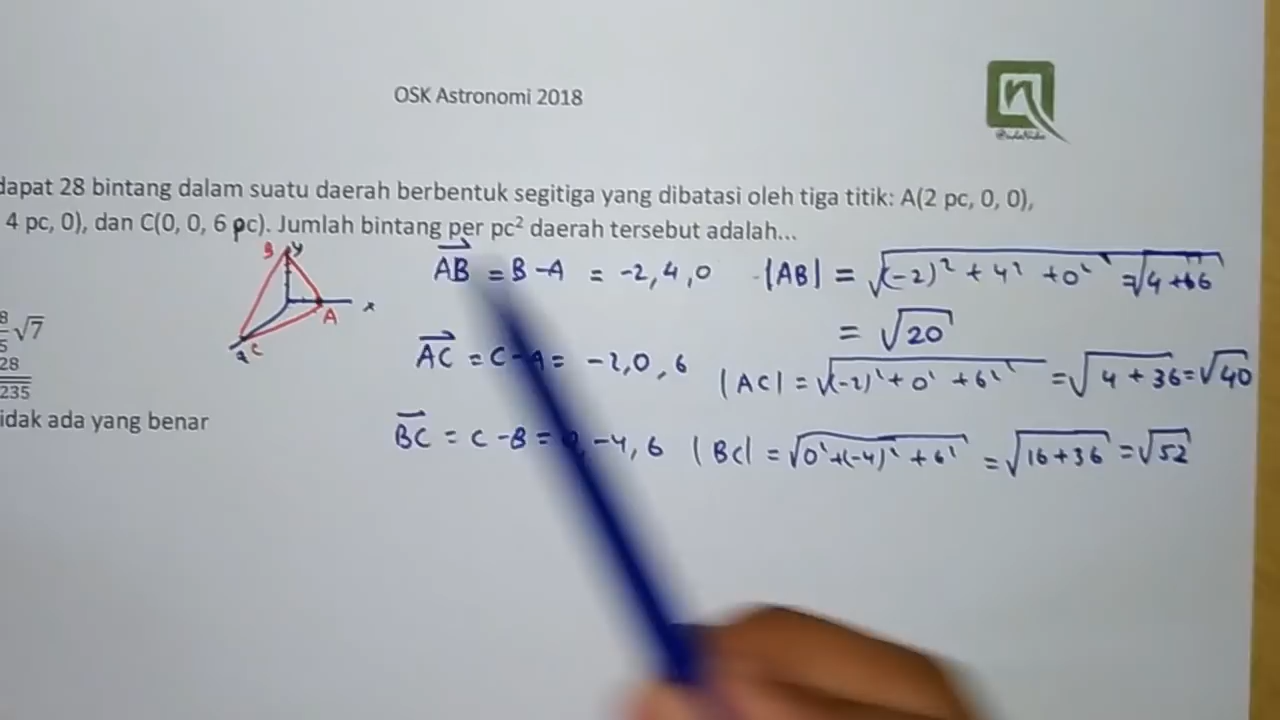 OSK Astronomi 2018
dapat 28 bintang dalam suatu daerah berbentuk segitiga yang dibatasi oleh tiga titik: A(2 pc, 0, 0),
4 pc, 0), dan C(0, 0, 6 pc). Jumlah bintang per pc² daerah tersebut adalah...
B y
x
A
C
AB = B - A = -2, 4, 0 |AB| = √(-2)² + 4² + 0² = √4 + 16
= √20
8
5 √7
28
235
AC = C - A = -2, 0, 6 |AC| = √(-2)² + 0² + 6² = √4 + 36 = √40
idak ada yang benar
BC = C - B = , -4, 6 |BC| = √0² + (-4)² + 6² = √16 + 36 = √52